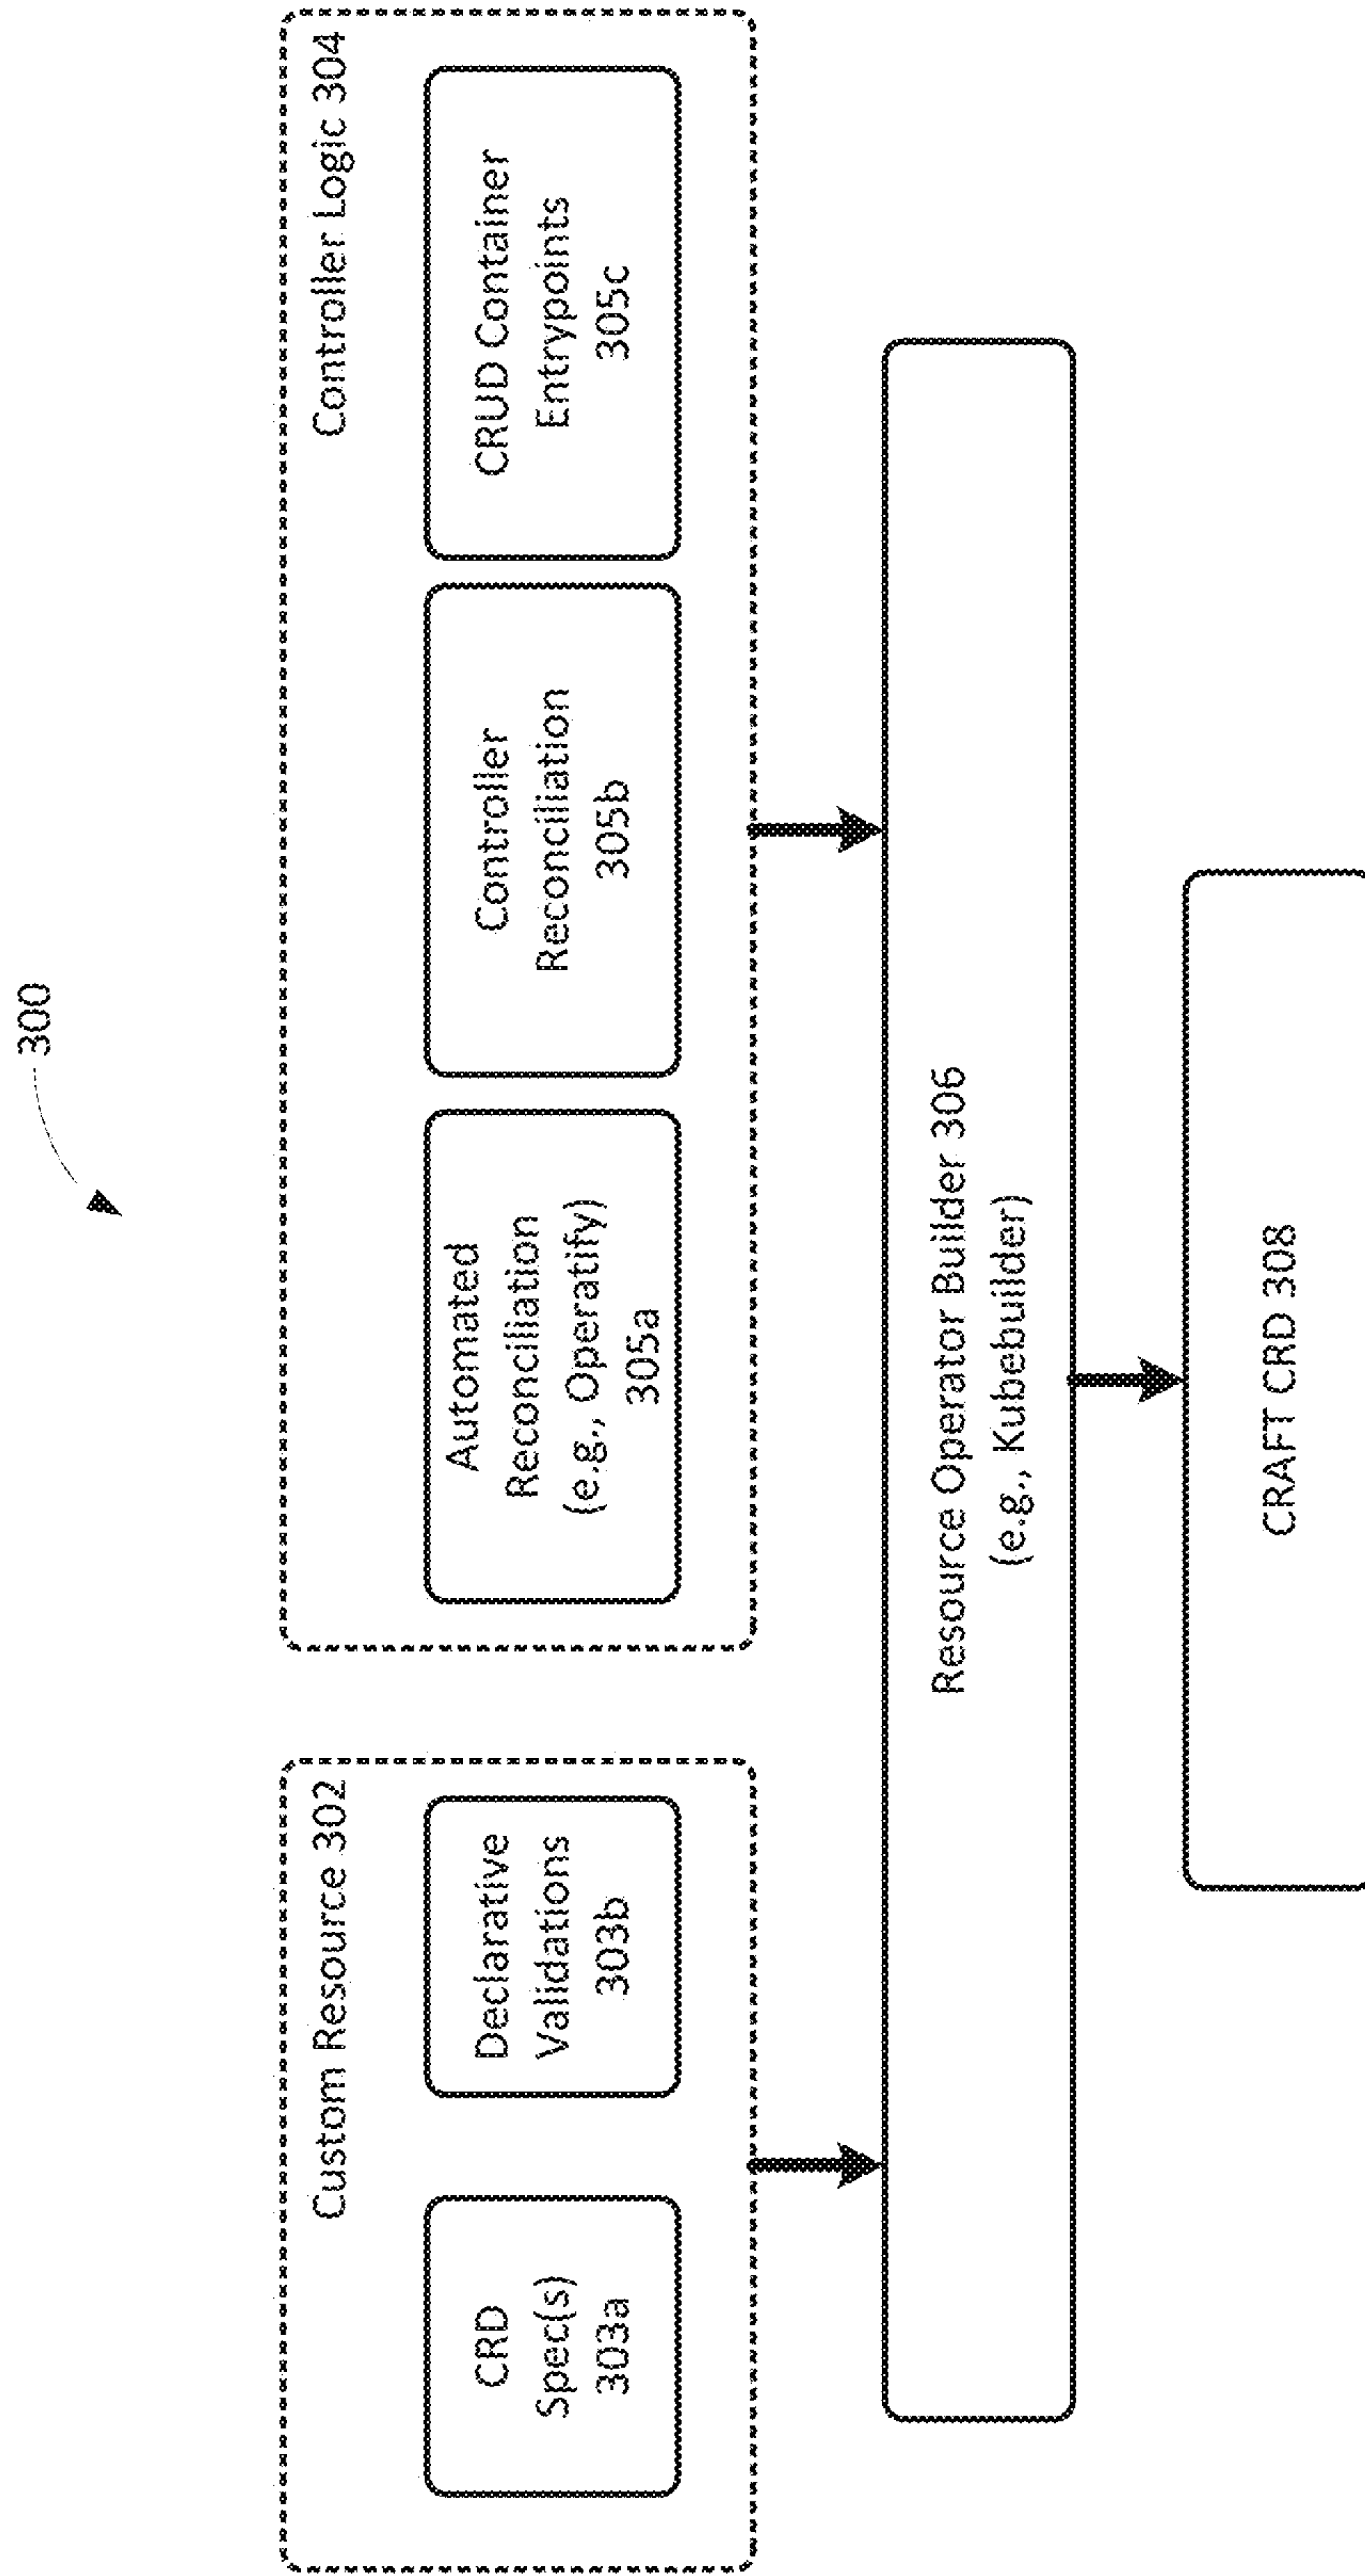 300
Custom Resource 302
CRD
Spec(s)
303a
Declarative
Validations
303b
Controller Logic 304
Automated
Reconciliation
(e.g., Operatify)
305a
Controller
Reconciliation
305b
CRUD Container
Entrypoints
305c
Resource Operator Builder 306
(e.g., Kubebuilder)
CRAFT CRD 308